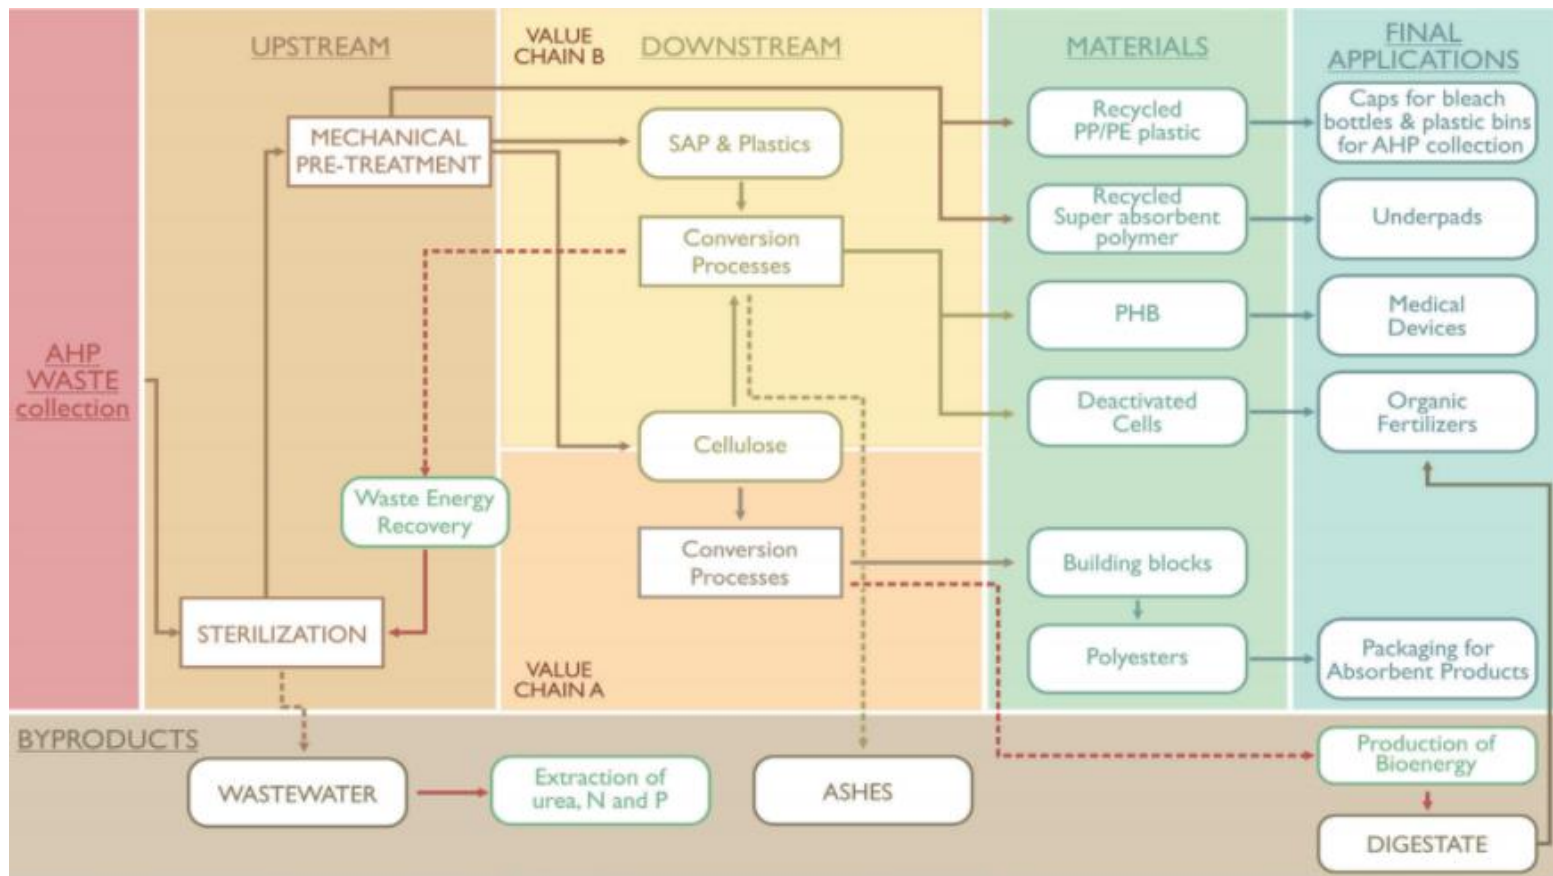 UPSTREAM
VALUE
CHAIN B
DOWNSTREAM
MATERIALS
FINAL
APPLICATIONS
MECHANICAL
PRE-TREATMENT
SAP & Plastics
Recycled
PP/PE plastic
Caps for bleach
bottles & plastic bins
for AHP collection
Conversion
Processes
Recycled
Super absorbent
polymer
Underpads
PHB
Medical
Devices
AHP
WASTE
collection
Cellulose
Deactivated
Cells
Organic
Fertilizers
Waste Energy
Recovery
Conversion
Processes
Building blocks
STERILIZATION
VALUE
CHAIN A
Polyesters
Packaging for
Absorbent Products
BYPRODUCTS
WASTEWATER
Extraction of
urea, N and P
ASHES
Production of
Bioenergy
DIGESTATE